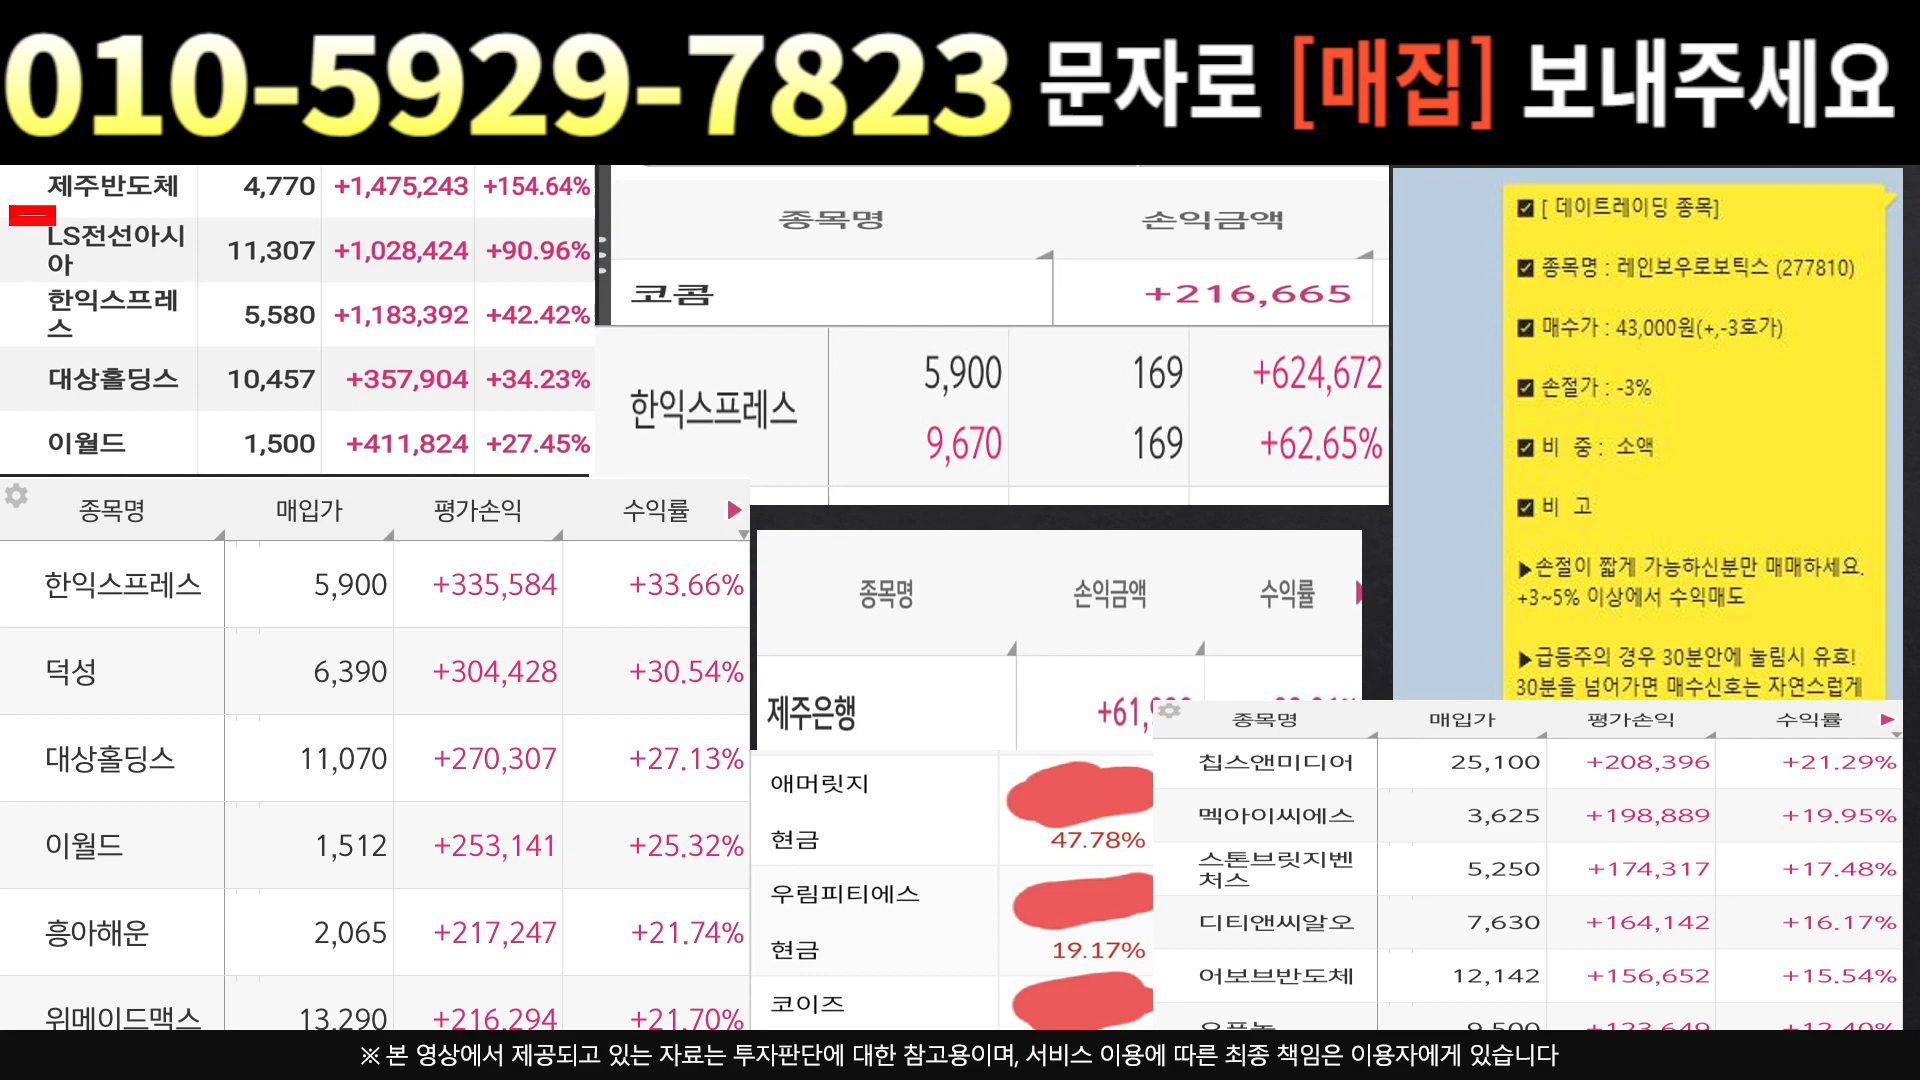 010-5929-7823 문자로 [매집] 보내주세요
제주반도체 4,770 +1,475,243 +154.64%
LS전선아시
아 11,307 +1,028,424 +90.96%
한익스프레
스 5,580 +1,183,392 +42.42%
대상홀딩스 10,457 +357,904 +34.23%
이월드 1,500 +411,824 +27.45%
종목명 손익금액
코콤 +216,665
한익스프레스 5,900 169 +624,672
9,670 169 +62.65%
[ 데이트레이딩 종목]
종목명 : 레인보우로보틱스 (277810)
매수가 : 43,000원(+,-3호가)
손절가 : -3%
비 중 : 소액
비 고
▶손절이 짧게 가능하신분만 매매하세요.
+3~5% 이상에서 수익매도
▶급등주의 경우 30분안에 눌림시 유효!
30분을 넘어가면 매수신호는 자연스럽게
종목명 매입가 평가손익 수익률
한익스프레스 5,900 +335,584 +33.66%
덕성 6,390 +304,428 +30.54%
대상홀딩스 11,070 +270,307 +27.13%
이월드 1,512 +253,141 +25.32%
흥아해운 2,065 +217,247 +21.74%
위메이드맥스 13,290 +216,294 +21.70%
종목명 손익금액 수익률
제주은행
애머릿지
현금 47.78%
우림피티에스
현금 19.17%
코이즈
종목명 매입가 평가손익 수익률
칩스앤미디어 25,100 +208,396 +21.29%
멕아이씨에스 3,625 +198,889 +19.95%
스톤브릿지벤
처스 5,250 +174,317 +17.48%
디티앤씨알오 7,630 +164,142 +16.17%
어보브반도체 12,142 +156,652 +15.54%
※ 본 영상에서 제공되고 있는 자료는 투자판단에 대한 참고용이며, 서비스 이용에 따른 최종 책임은 이용자에게 있습니다